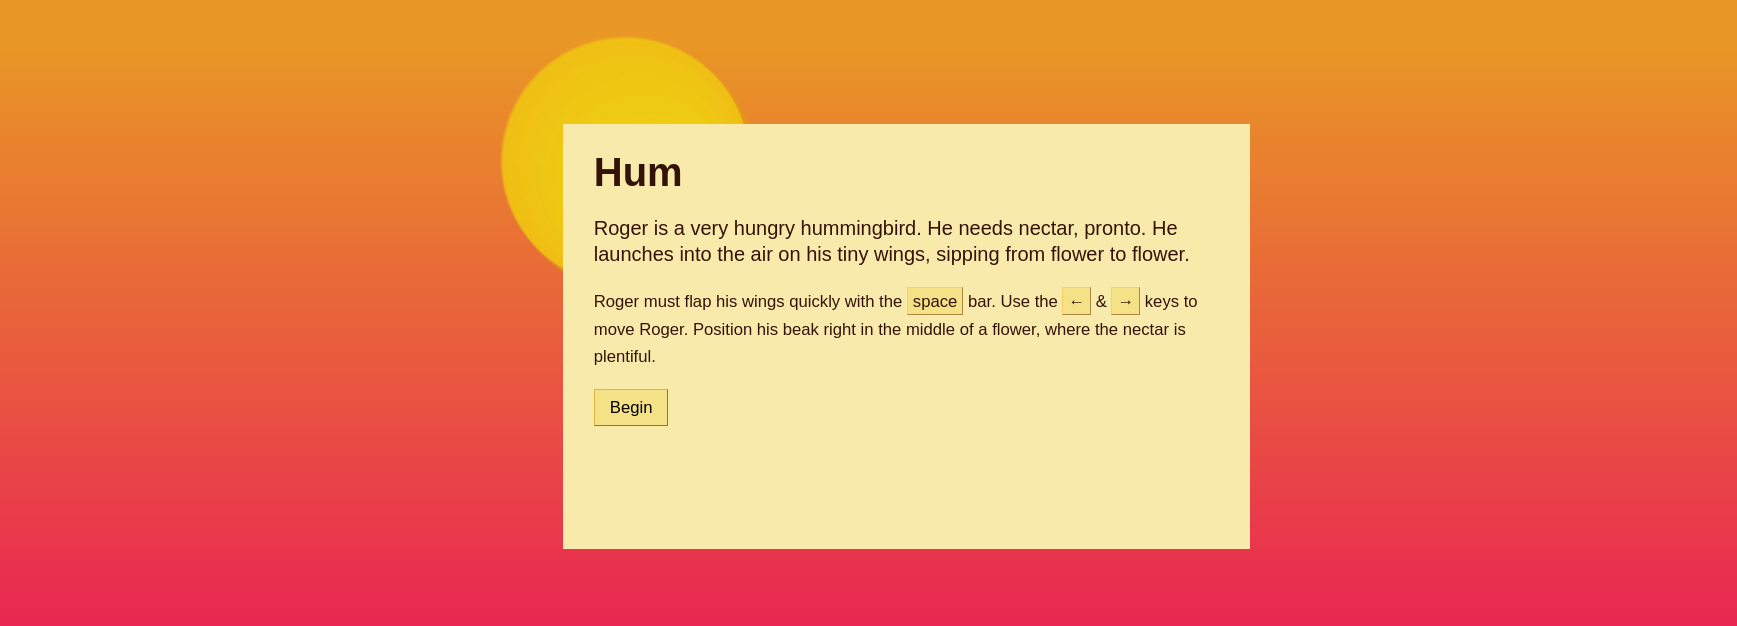 Hum
Roger is a very hungry hummingbird. He needs nectar, pronto. He
launches into the air on his tiny wings, sipping from flower to flower.
Roger must flap his wings quickly with the space bar. Use the ← & → keys to
move Roger. Position his beak right in the middle of a flower, where the nectar is
plentiful.
Begin